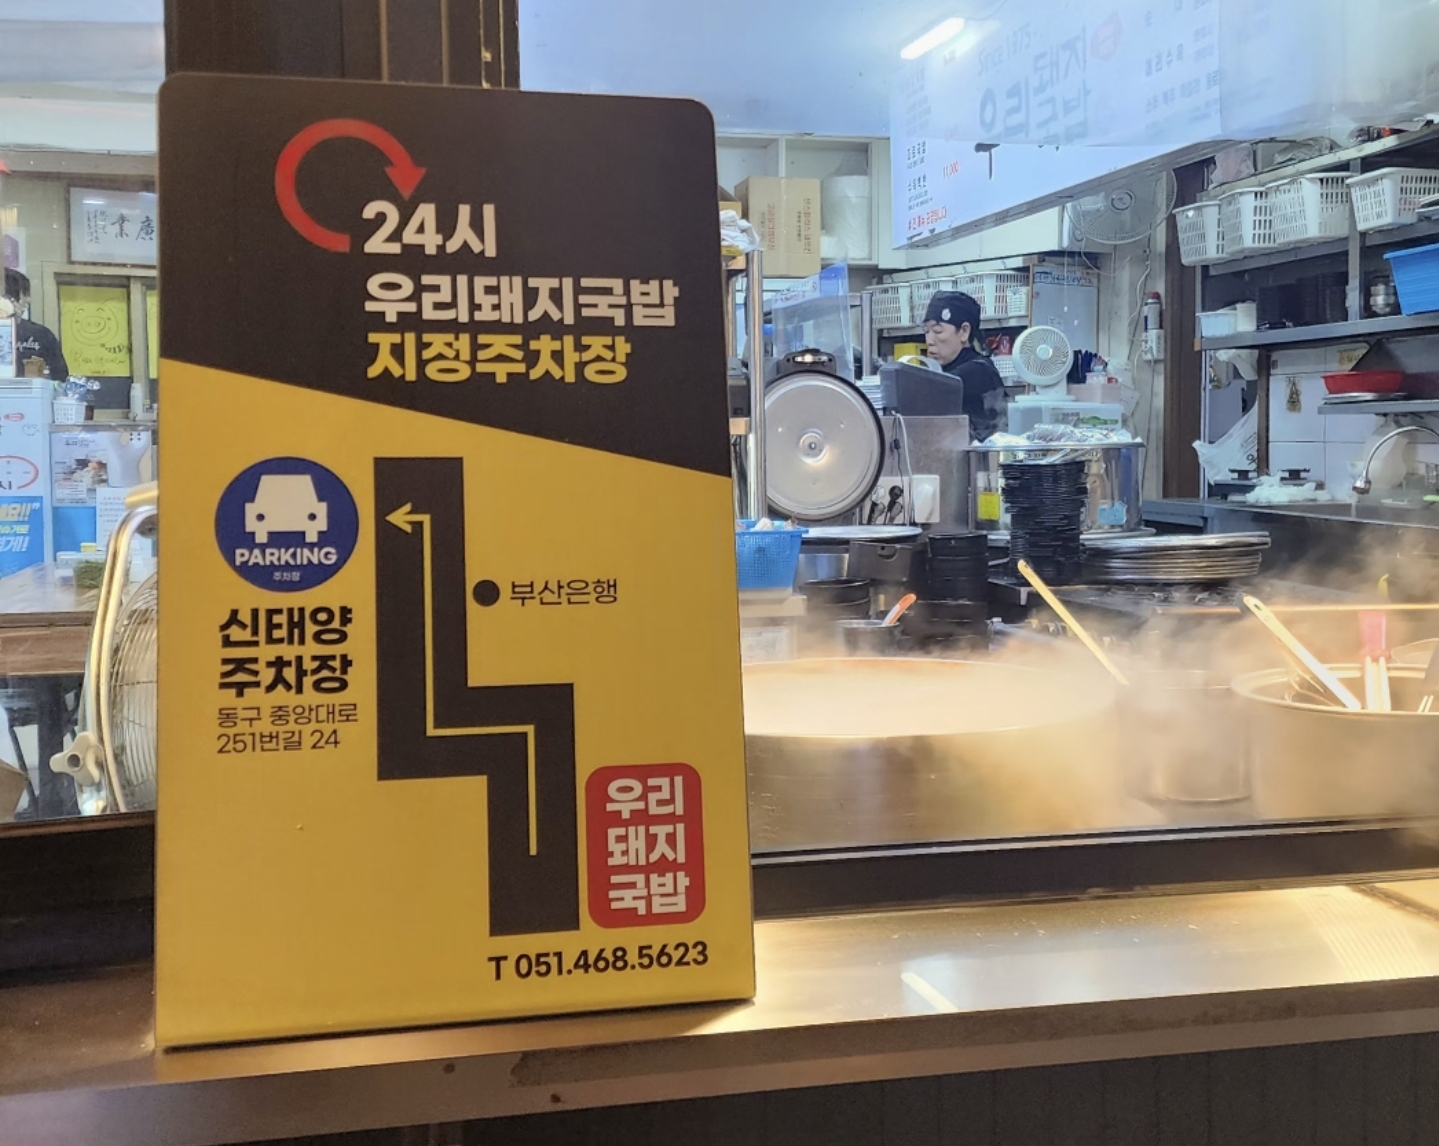 24시
우리돼지국밥
지정주차장
PARKING
주차장
신태양
주차장
동구 중앙대로
251번길 24
부산은행
우리
돼지
국밥
T 051.468.5623